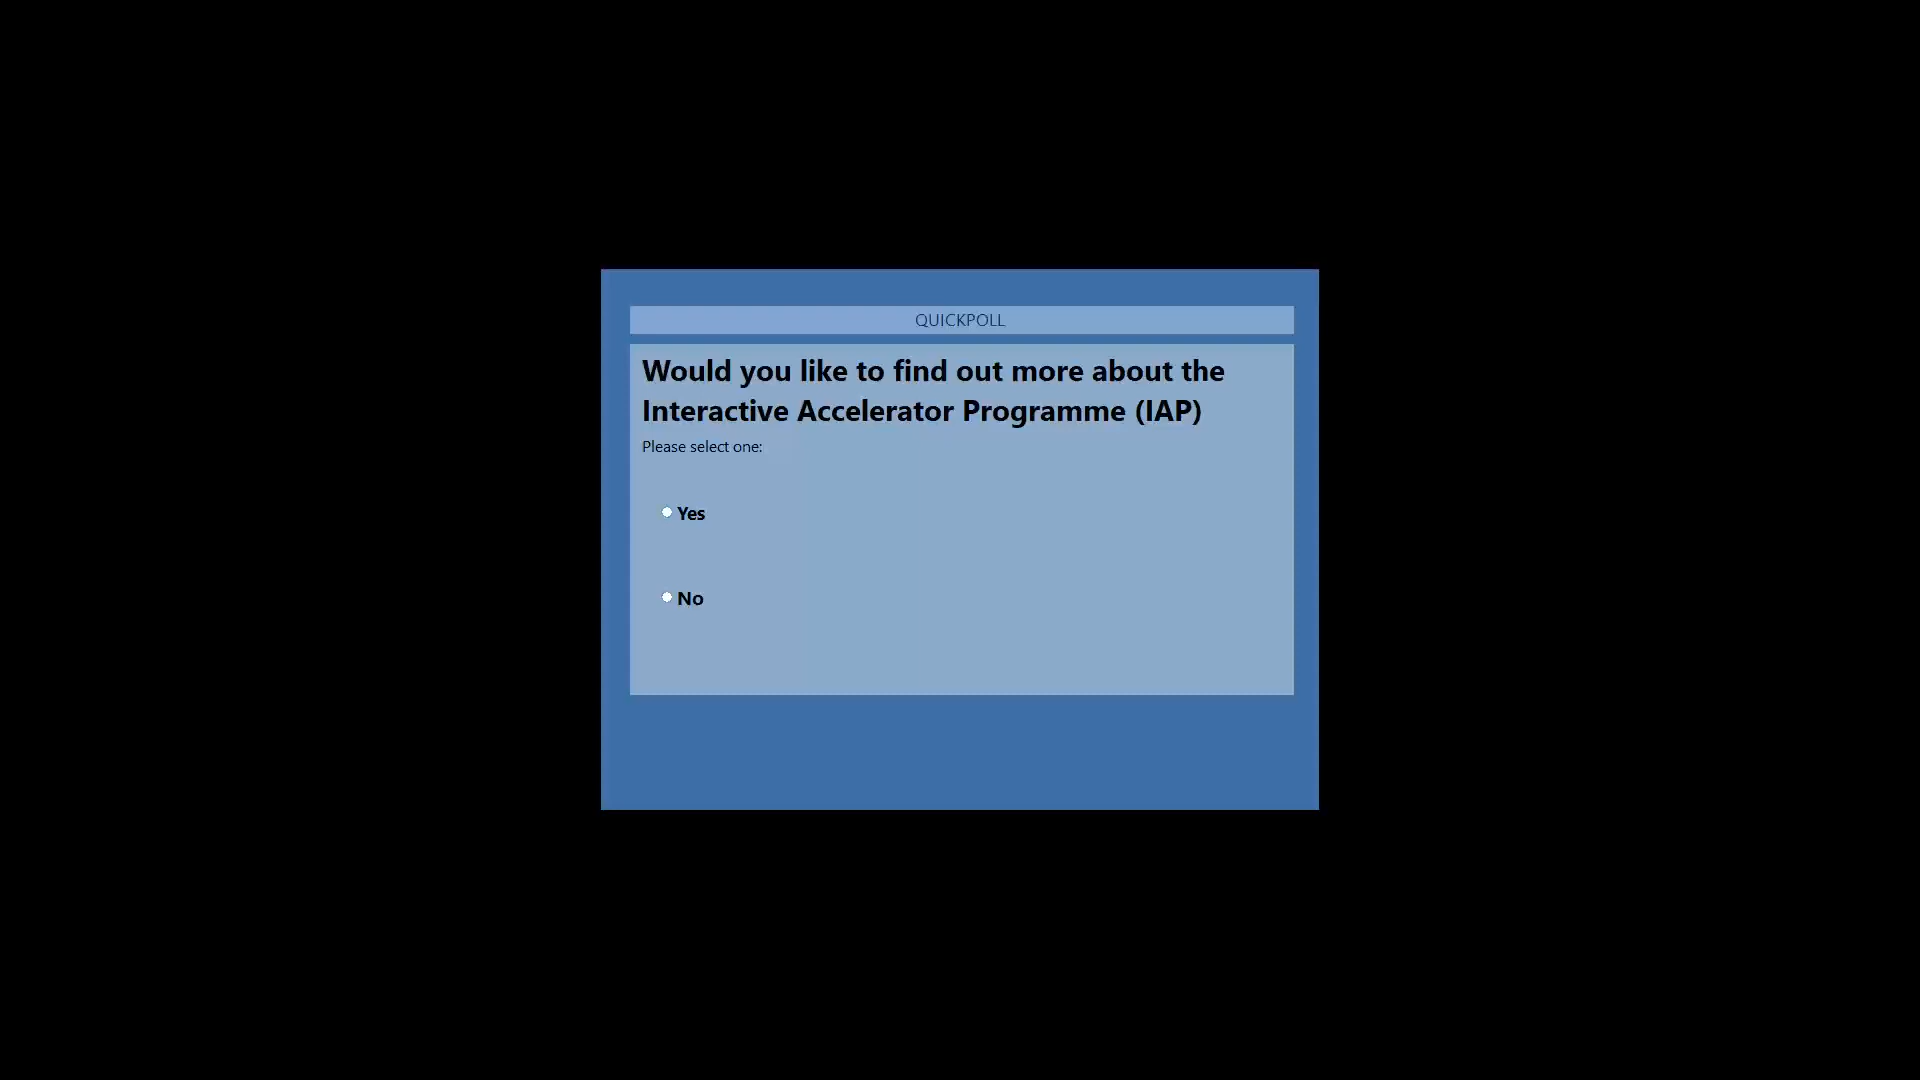 QUICKPOLL
Would you like to find out more about the
Interactive Accelerator Programme (IAP)
Please select one:
Yes
No